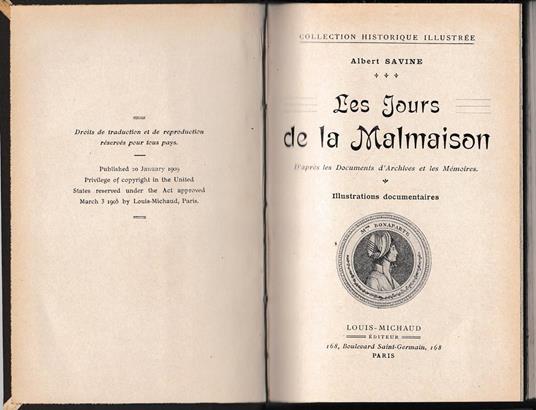 Droits de traduction et de reproduction
réservés pour tous pays.
Published 20 January 1909
Privilege of copyright in the United
States reserved under the Act approved
March 3 1905 by Louis-Michaud, Paris.
COLLECTION HISTORIQUE ILLUSTRÉE
Albert SAVINE
Les Jours
de la Malmaison
D'après les Documents d'Archives et les Mémoires.
Illustrations documentaires
Mme BONAPARTE
LOUIS-MICHAUD
ÉDITEUR
168, Boulevard Saint-Germain, 168
PARIS